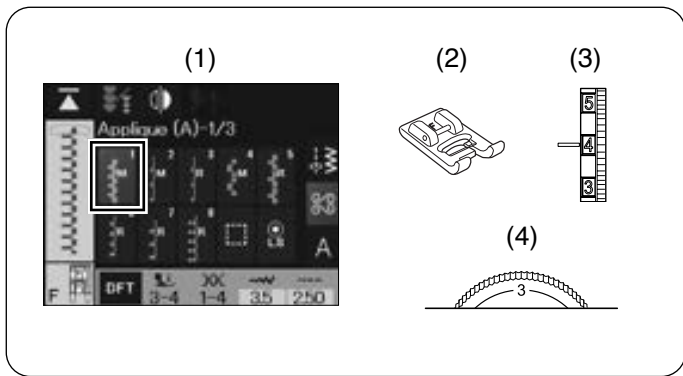 (1)
(2)
(3)
(4)
Applique (A)-1/3
1 M
2 M
3 R
4 M
5 R
R
7 R
8 R
LB
A
F
DFT
3-4
1-4
3.5
2.50
5
4
3
3